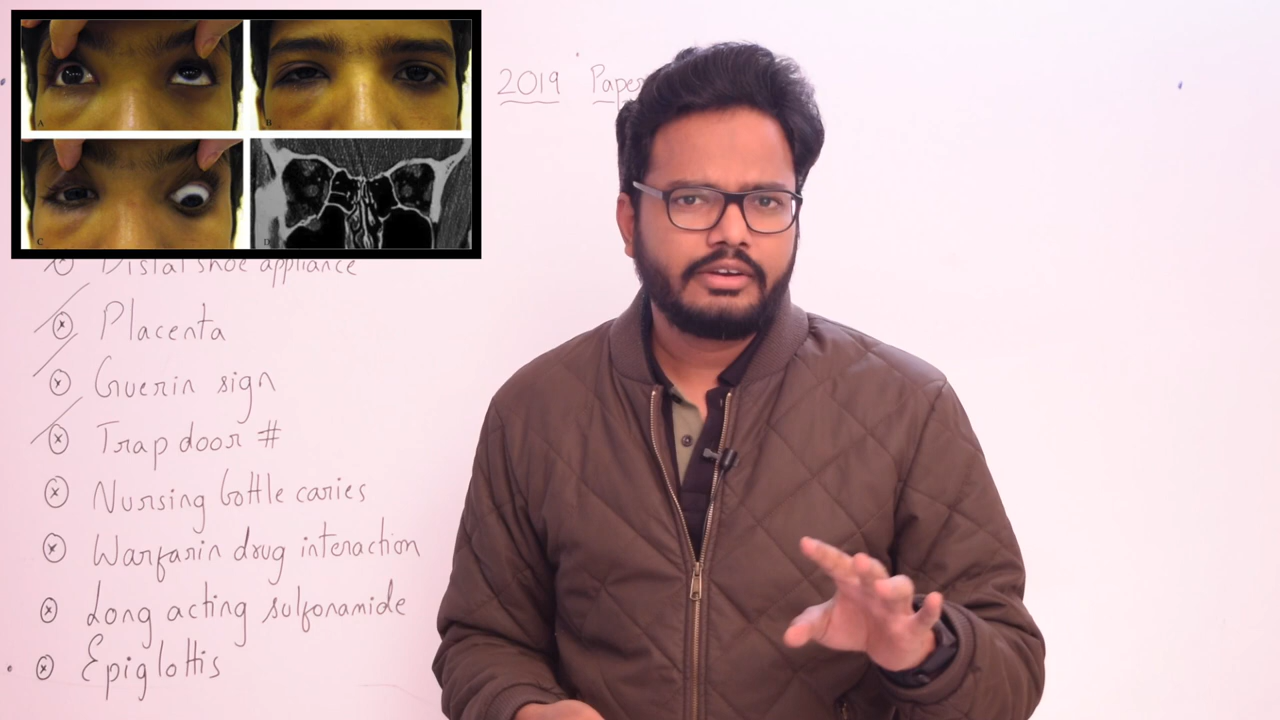 2019 Paper
Distal shoe appliance
Placenta
Guerin sign
Trap door #
Nursing bottle caries
Warfarin drug interaction
Long acting sulfonamide
Epiglottis
A
B
C
D